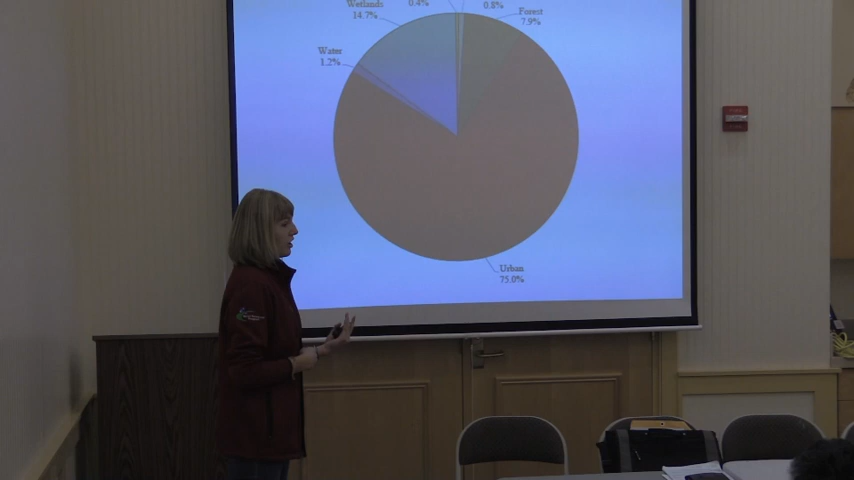 Wetlands
14.7%
0.4%
0.8%
Forest
7.9%
Water
1.2%
Urban
75.0%